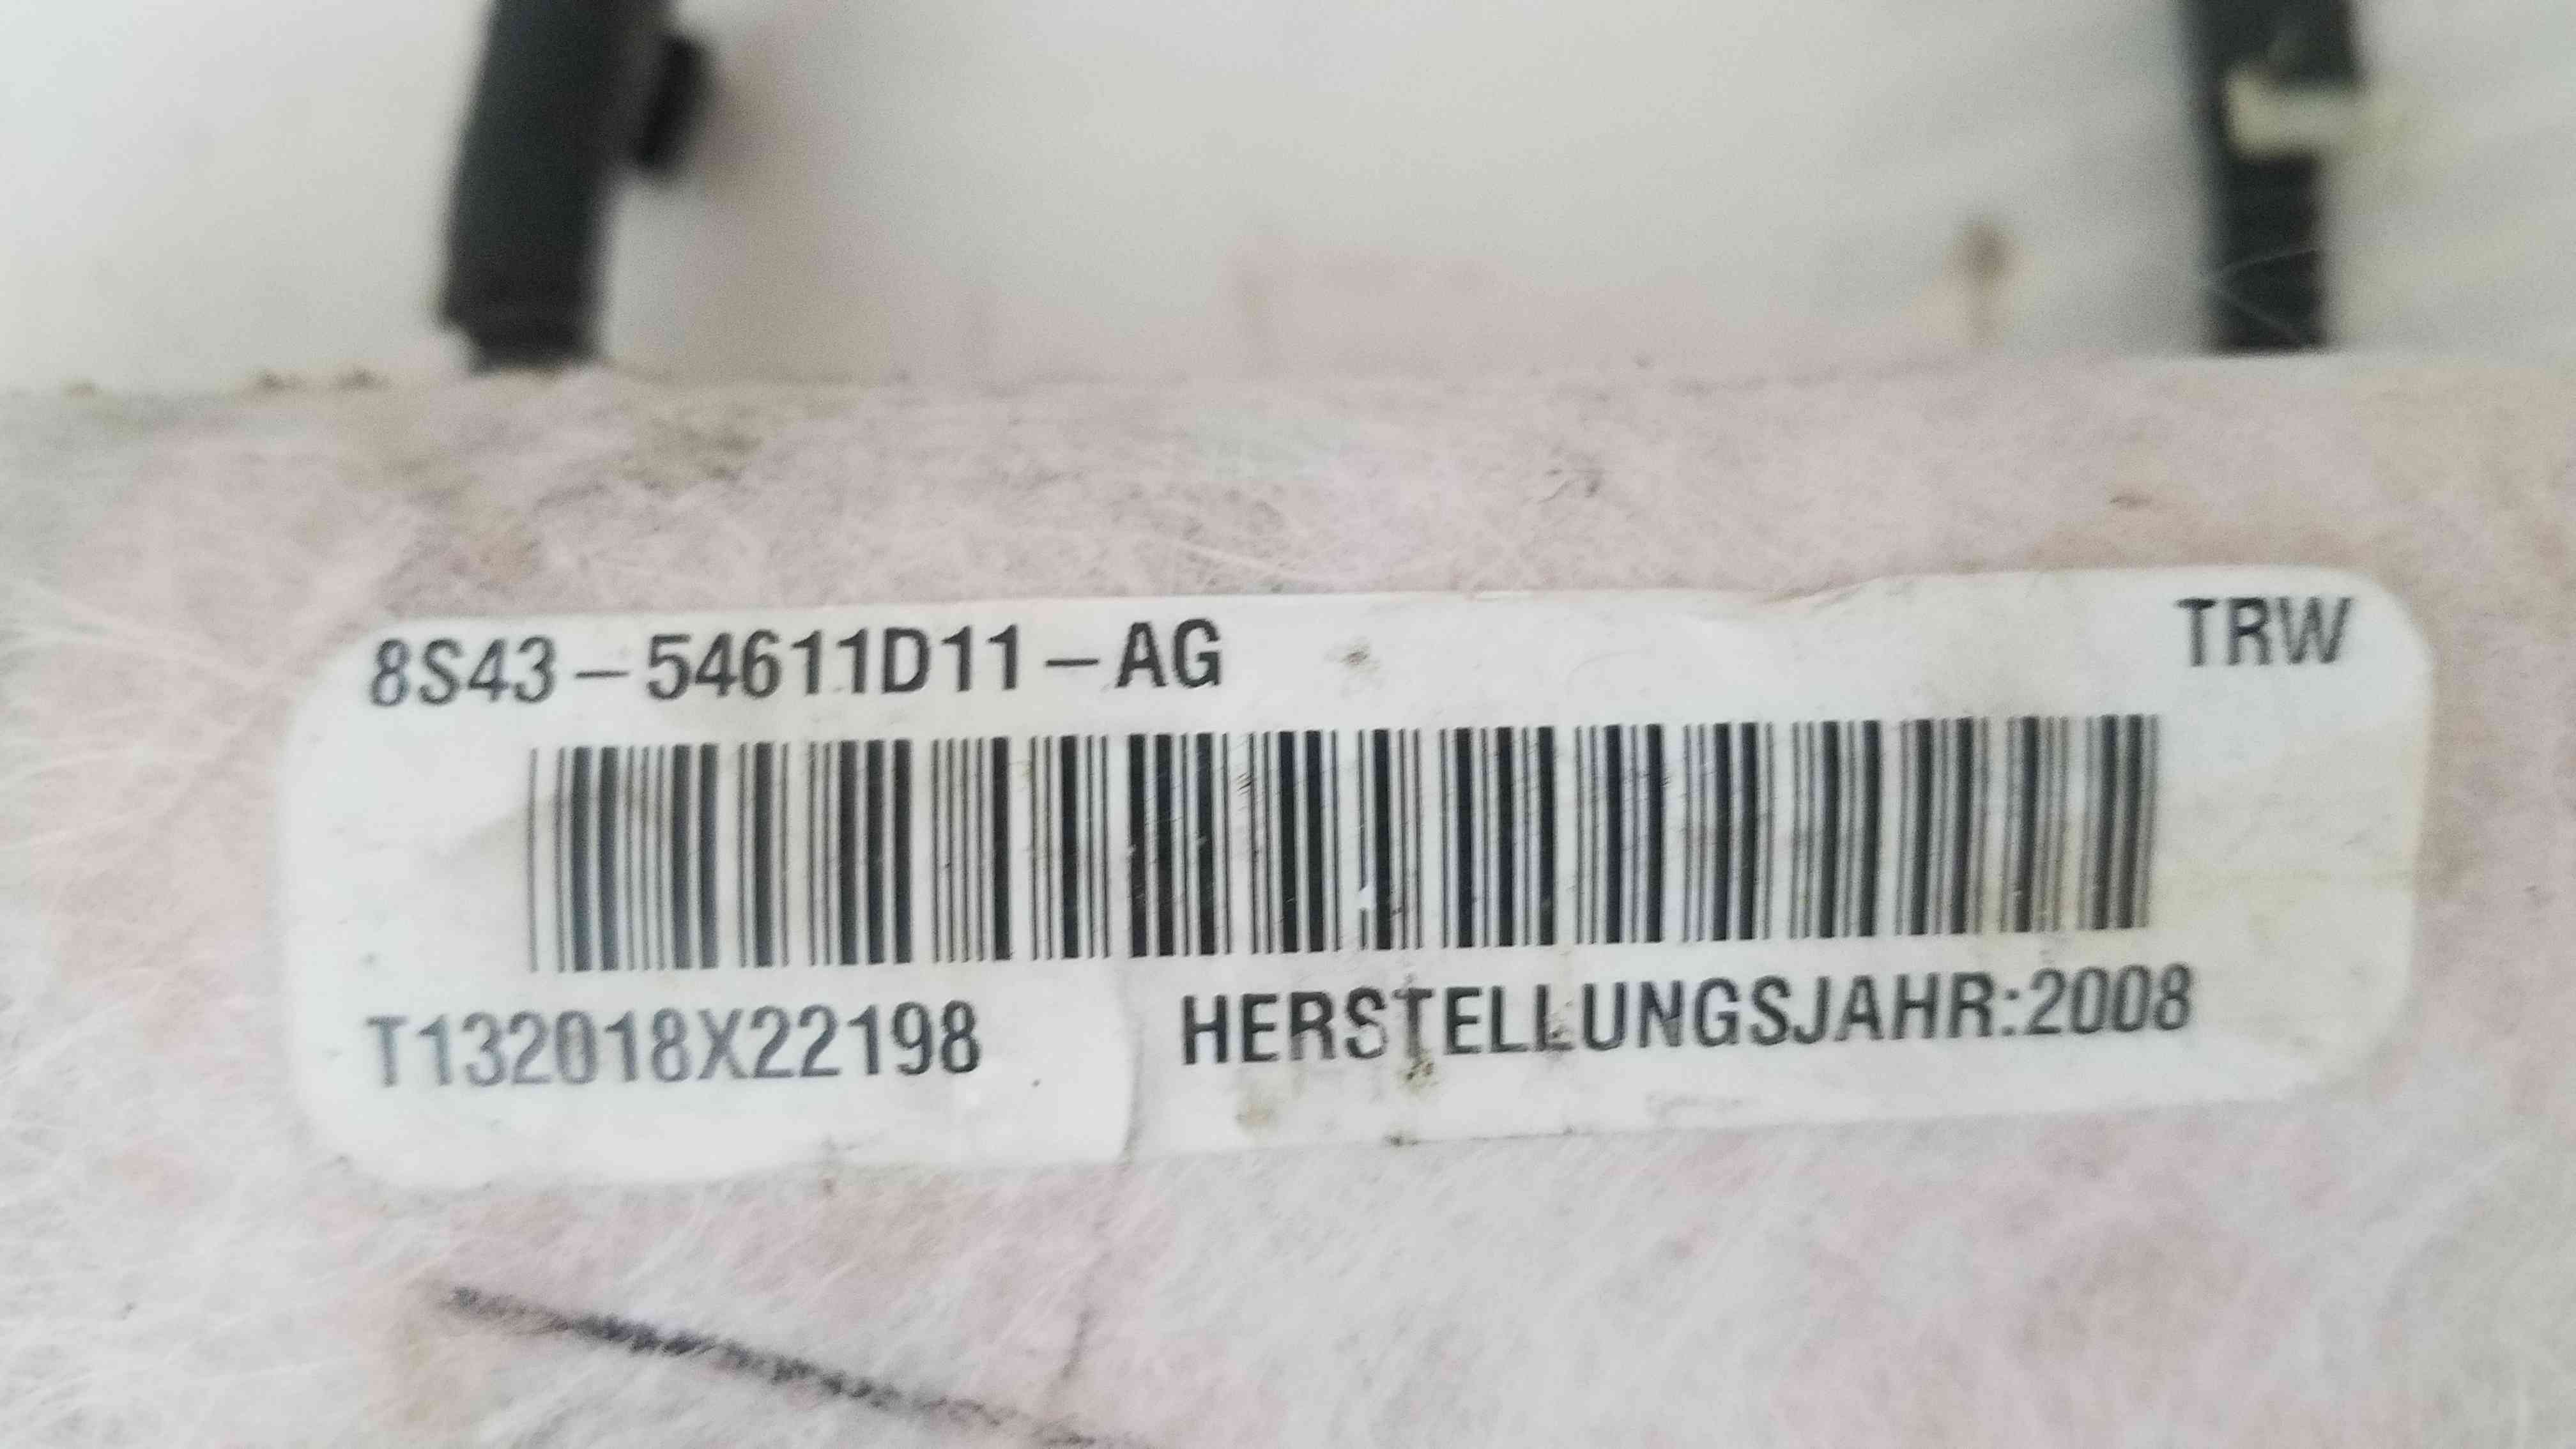 8S43-54611D11-AG TRW
T132018X22198 HERSTELLUNGSJAHR:2008